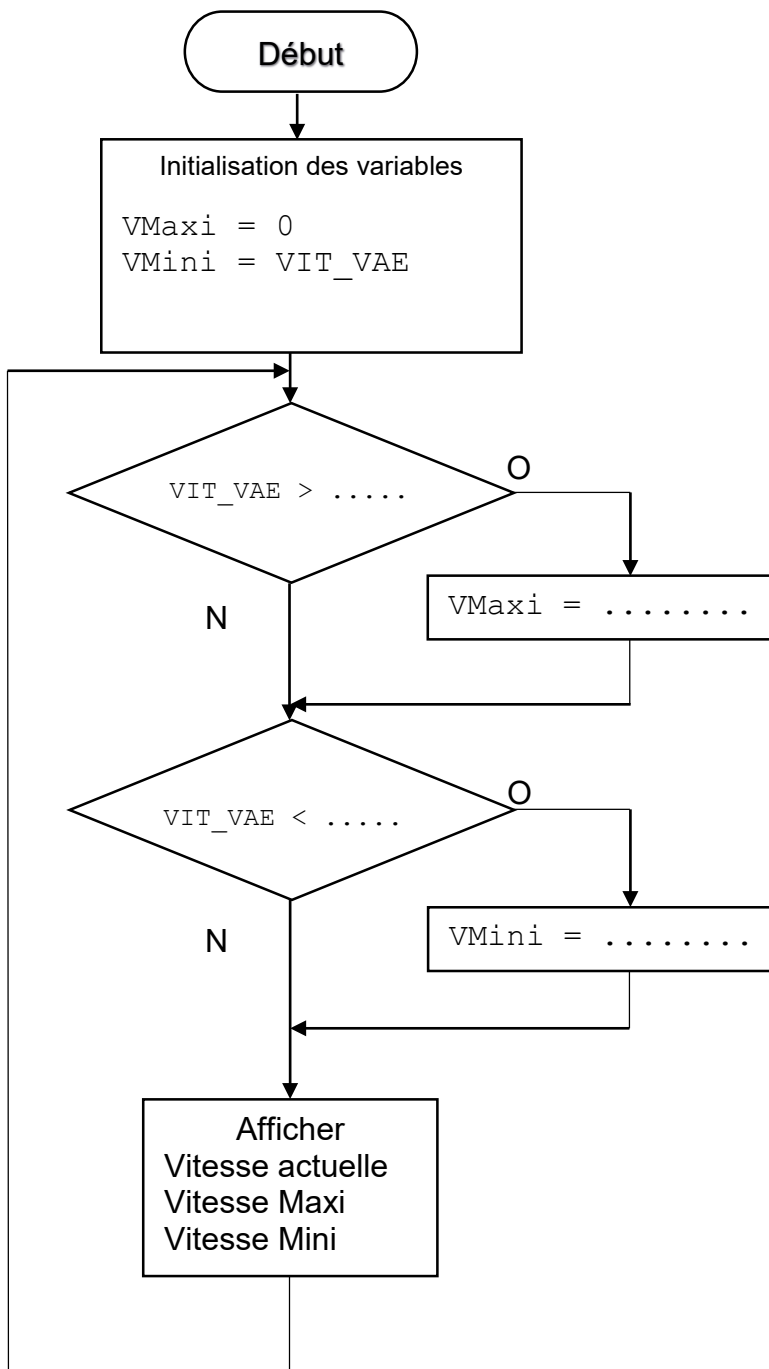 Début
Initialisation des variables
VMaxi = 0
VMini = VIT_VAE
O
VIT_VAE > .....
VMaxi = ........
N
O
VIT_VAE < .....
N
VMini = ........
Afficher
Vitesse actuelle
Vitesse Maxi
Vitesse Mini